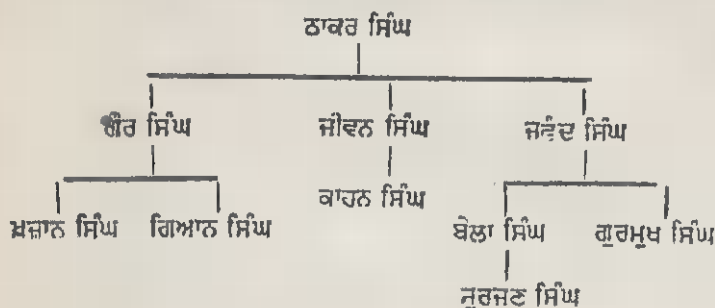 ਠਾਕਰ ਸਿੰਘ
ਸਿੰਘ ਜੀਵਨ ਸਿੰਘ ਜਵੰਦ ਸਿੰਘ
ਕਾਹਨ ਸਿੰਘ
ਖ਼ਜ਼ਾਨ ਸਿੰਘ ਗਿਆਨ ਸਿੰਘ ਬੇਲਾ ਸਿੰਘ ਗੁਰਮੁਖ ਸਿੰਘ
ਸਿੰਘ